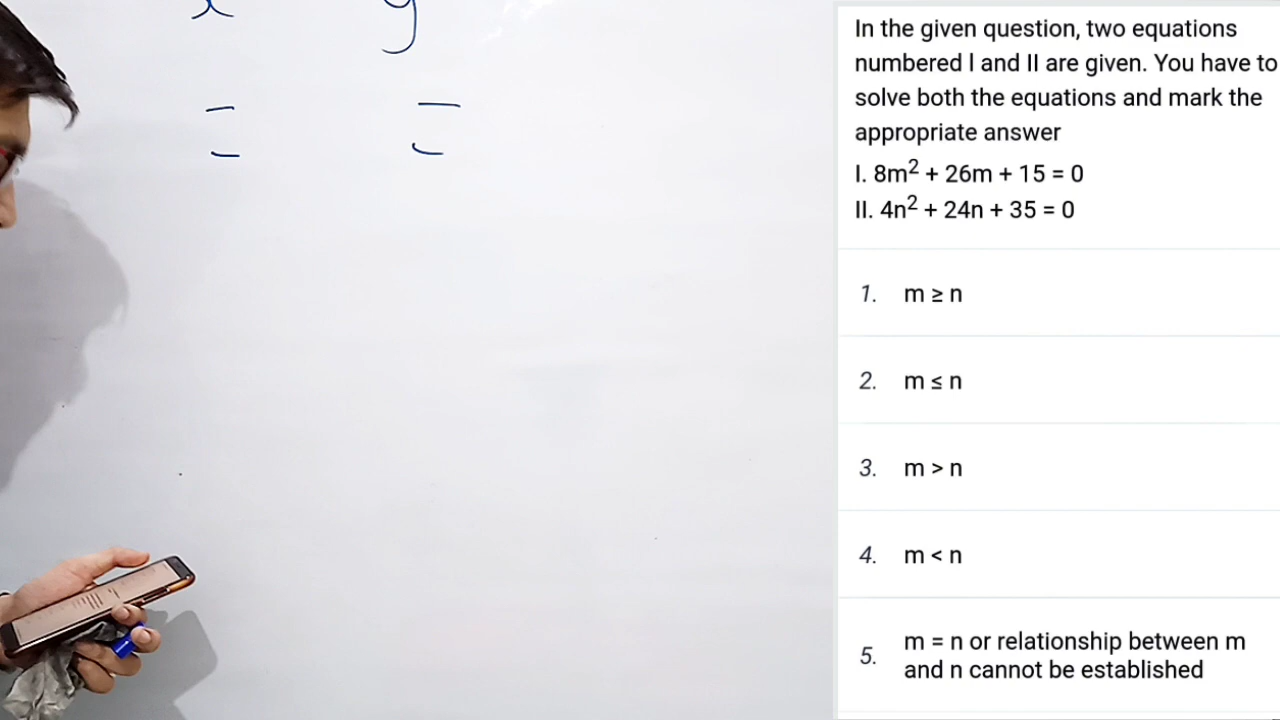 x y
= =
In the given question, two equations
numbered I and II are given. You have to
solve both the equations and mark the
appropriate answer
I. 8m² + 26m + 15 = 0
II. 4n² + 24n + 35 = 0
1. m ≥ n
2. m ≤ n
3. m > n
4. m < n
5. m = n or relationship between m
and n cannot be established